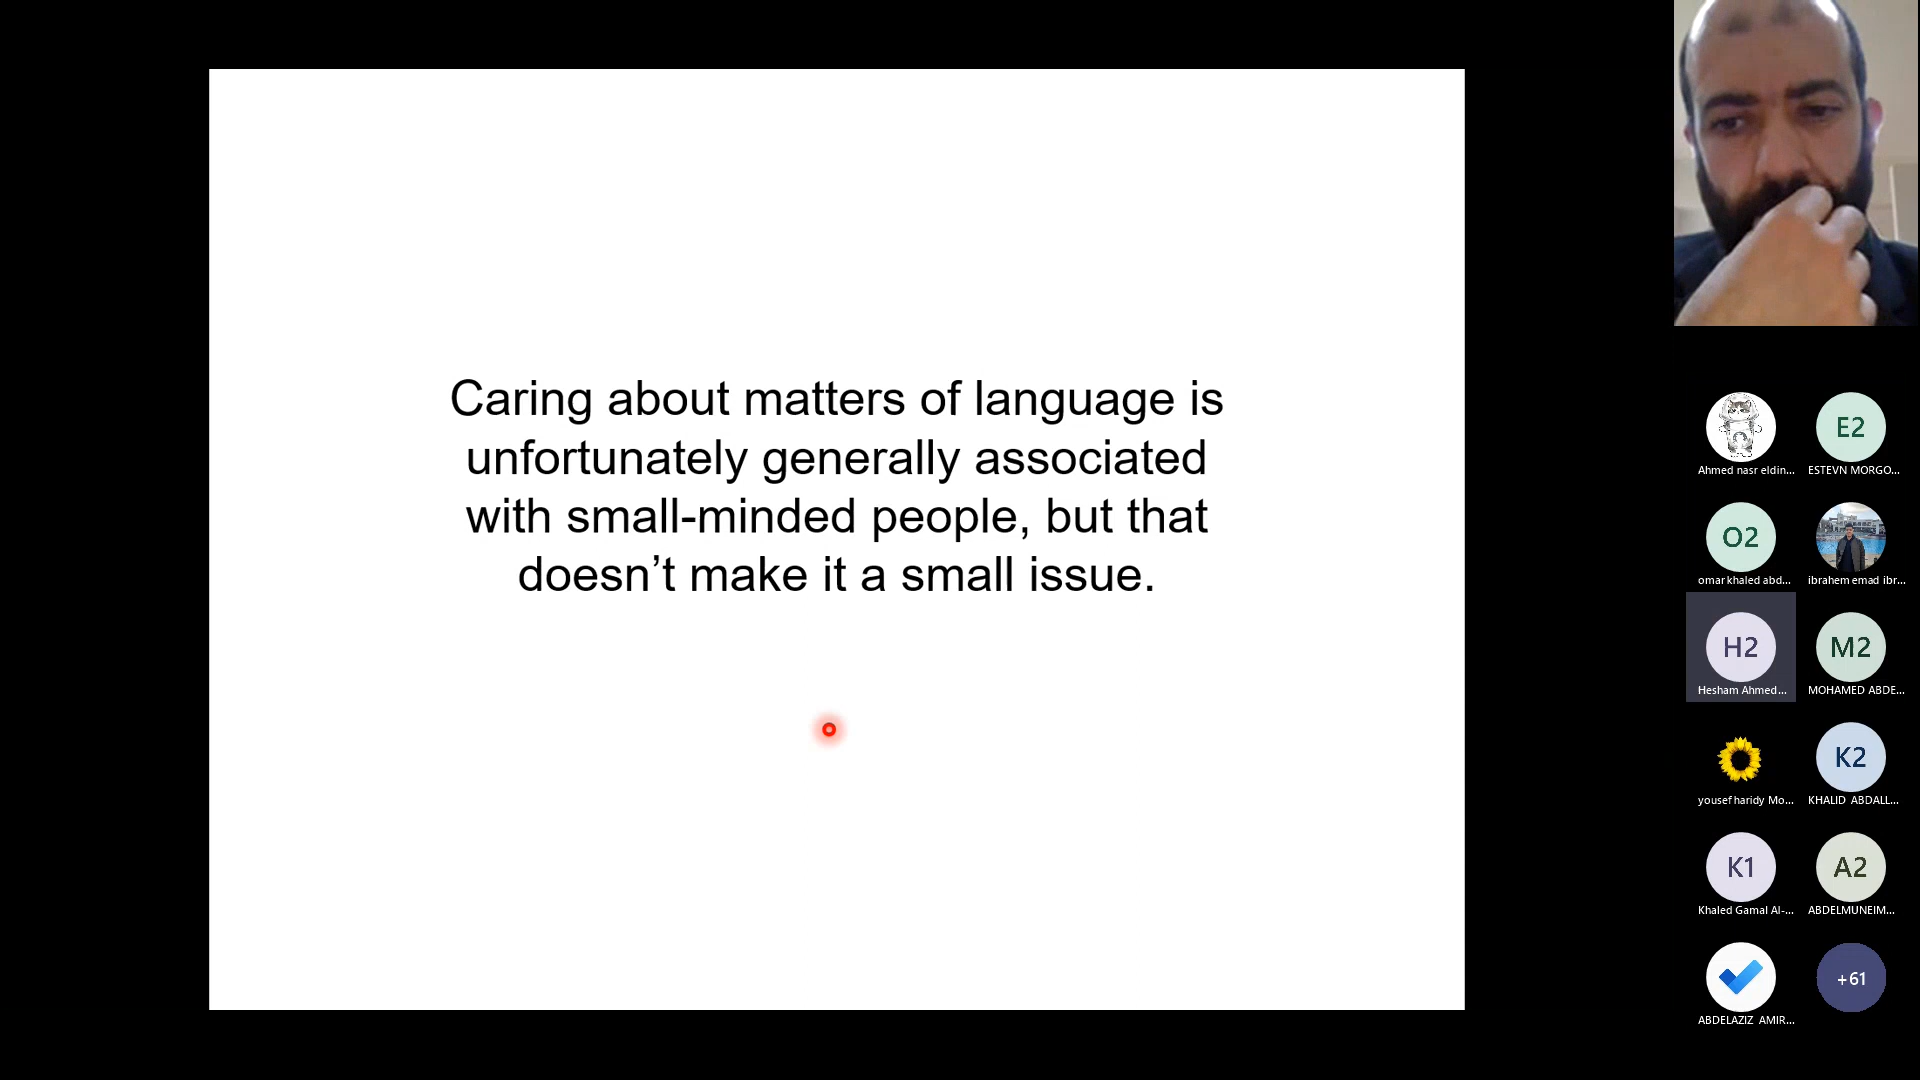 Caring about matters of language is
unfortunately generally associated
with small-minded people, but that
doesn’t make it a small issue.
Ahmed nasr eldin...
E2
ESTEVN MORGO...
O2
omar khaled abd...
ibrahem emad ibr...
H2
Hesham Ahmed...
M2
MOHAMED ABDE...
yousef haridy Mo...
K2
KHALID ABDALL...
K1
Khaled Gamal Al-...
A2
ABDELMUNEIM...
ABDELAZIZ AMIR...
+61